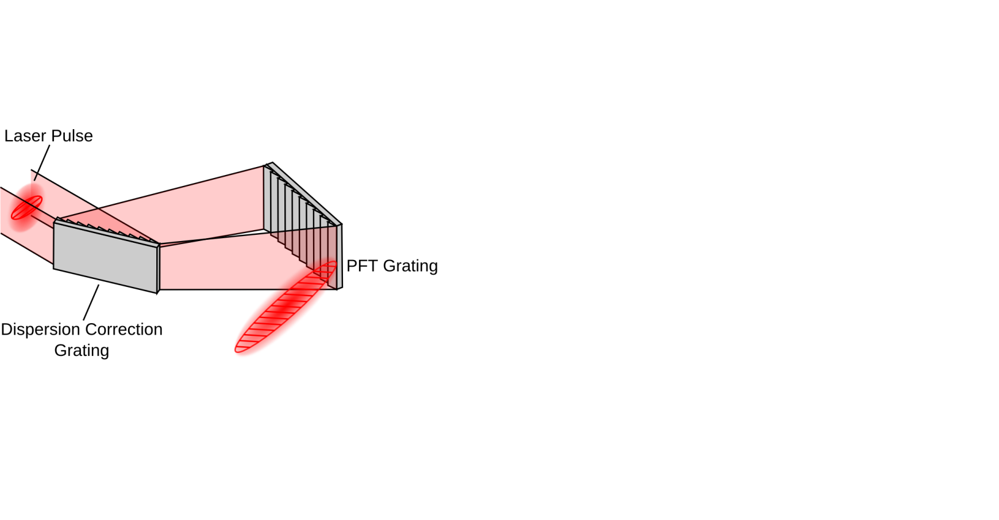 Laser Pulse
PFT Grating
Dispersion Correction
Grating